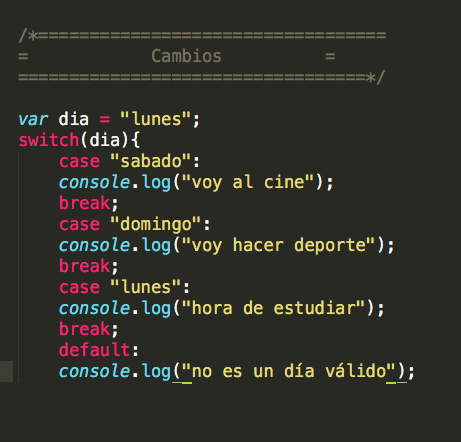 /*==================================
=            Cambios          =
====================================*/
var dia = "lunes";
switch(dia){
case "sabado":
console.log("voy al cine");
break;
case "domingo":
console.log("voy hacer deporte");
break;
case "lunes":
console.log("hora de estudiar");
break;
default:
console.log("no es un día válido");